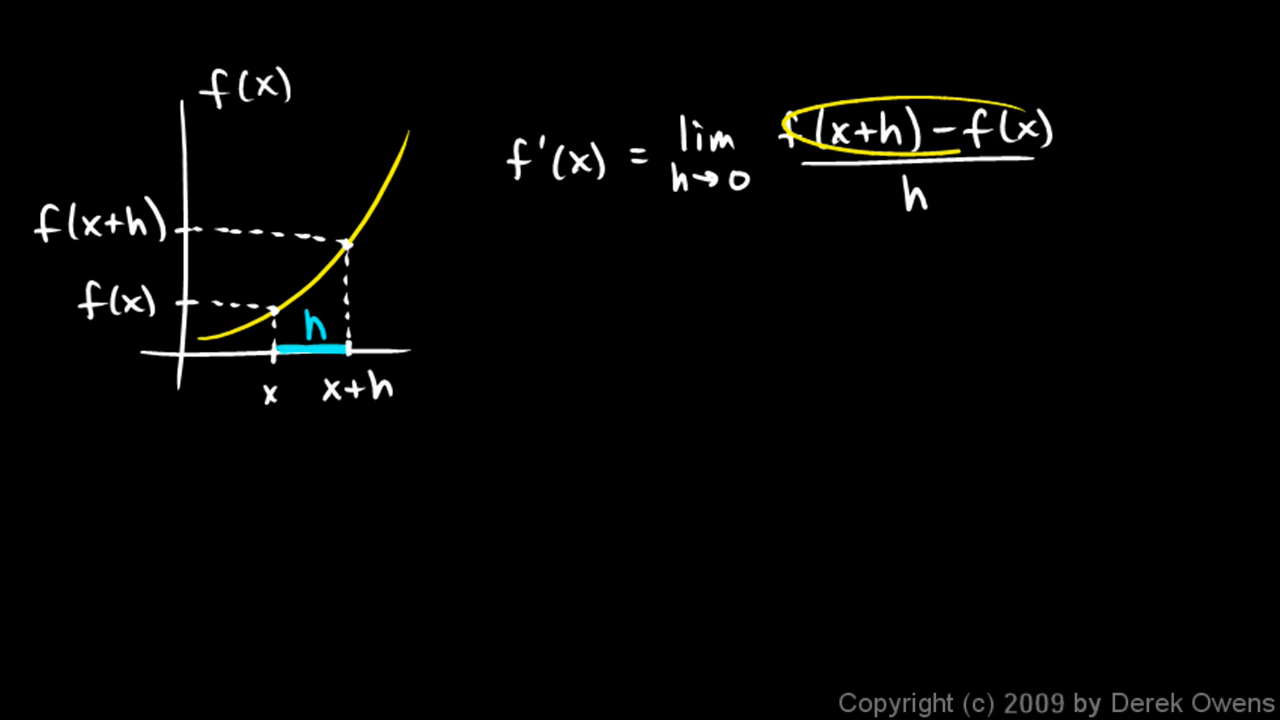 f(x)
f(x+h)
f(x)
h
x x+h
f'(x) = lim h→0 f(x+h) − f(x)
h
Copyright (c) 2009 by Derek Owens